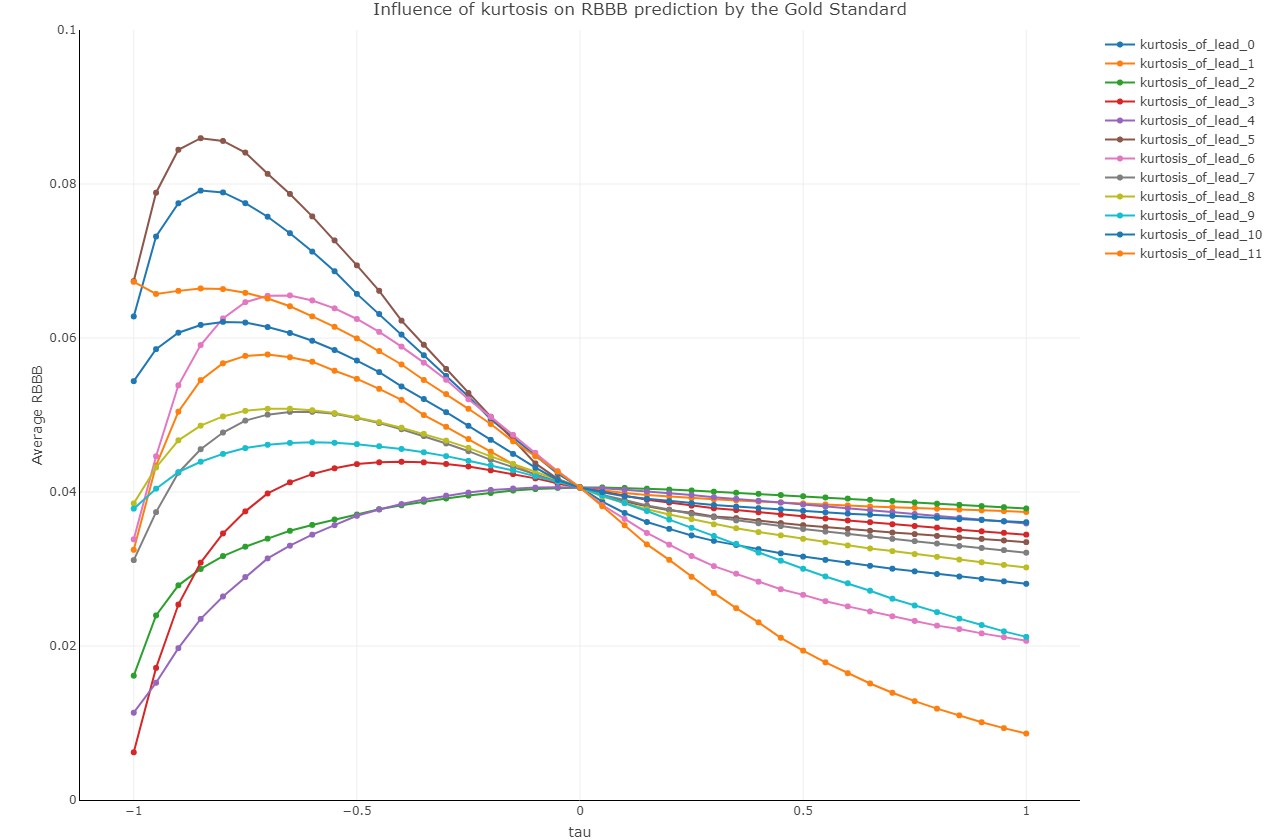 Influence of kurtosis on RBBB prediction by the Gold Standard
0.1
0.08
0.06
0.04
0.02
0
Average RBBB
−1
−0.5
0
0.5
1
tau
kurtosis_of_lead_0
kurtosis_of_lead_1
kurtosis_of_lead_2
kurtosis_of_lead_3
kurtosis_of_lead_4
kurtosis_of_lead_5
kurtosis_of_lead_6
kurtosis_of_lead_7
kurtosis_of_lead_8
kurtosis_of_lead_9
kurtosis_of_lead_10
kurtosis_of_lead_11